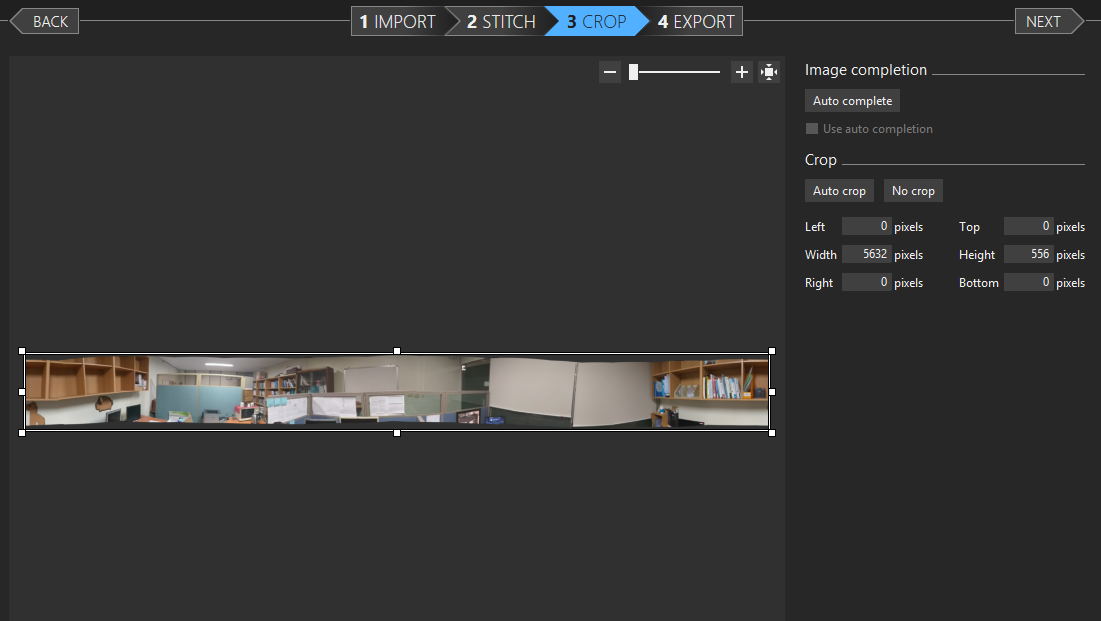 BACK
1 IMPORT 2 STITCH 3 CROP 4 EXPORT
NEXT
Image completion
Auto complete
Use auto completion
Crop
Auto crop No crop
Left 0 pixels Top 0 pixels
Width 5632 pixels Height 556 pixels
Right 0 pixels Bottom 0 pixels